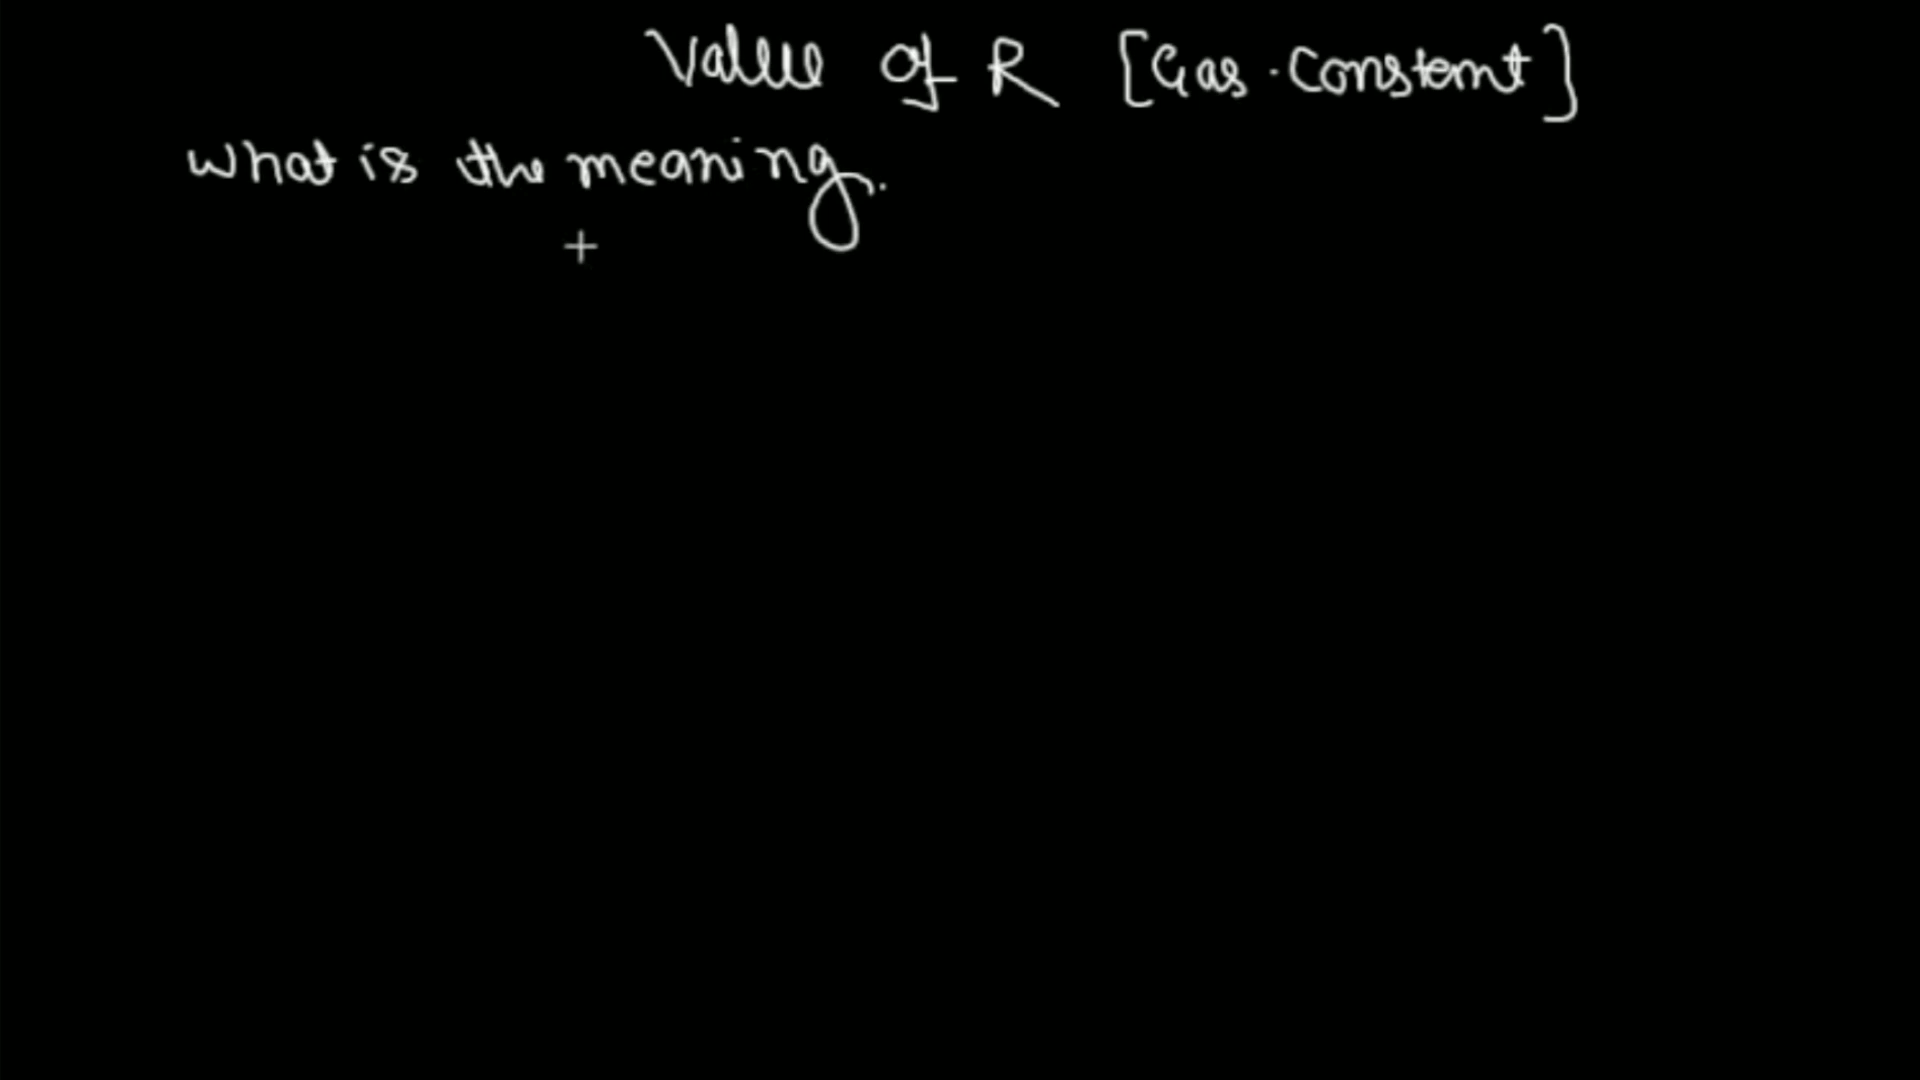 Value of R [Gas Constant]
What is the meaning.